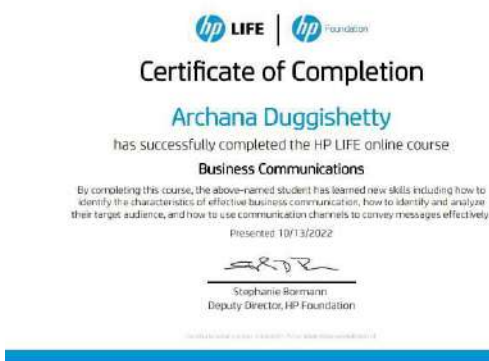 hp LIFE hp Foundation
Certificate of Completion
Archana Duggishetty
has successfully completed the HP LIFE online course
Business Communications
By completing this course, the above-named student has learned new skills including how to
identify the characteristics of effective business communication, how to identify and analyze
their target audience, and how to use communication channels to convey messages effectively
Presented 10/13/2022
Stephanie Bormann
Deputy Director, HP Foundation